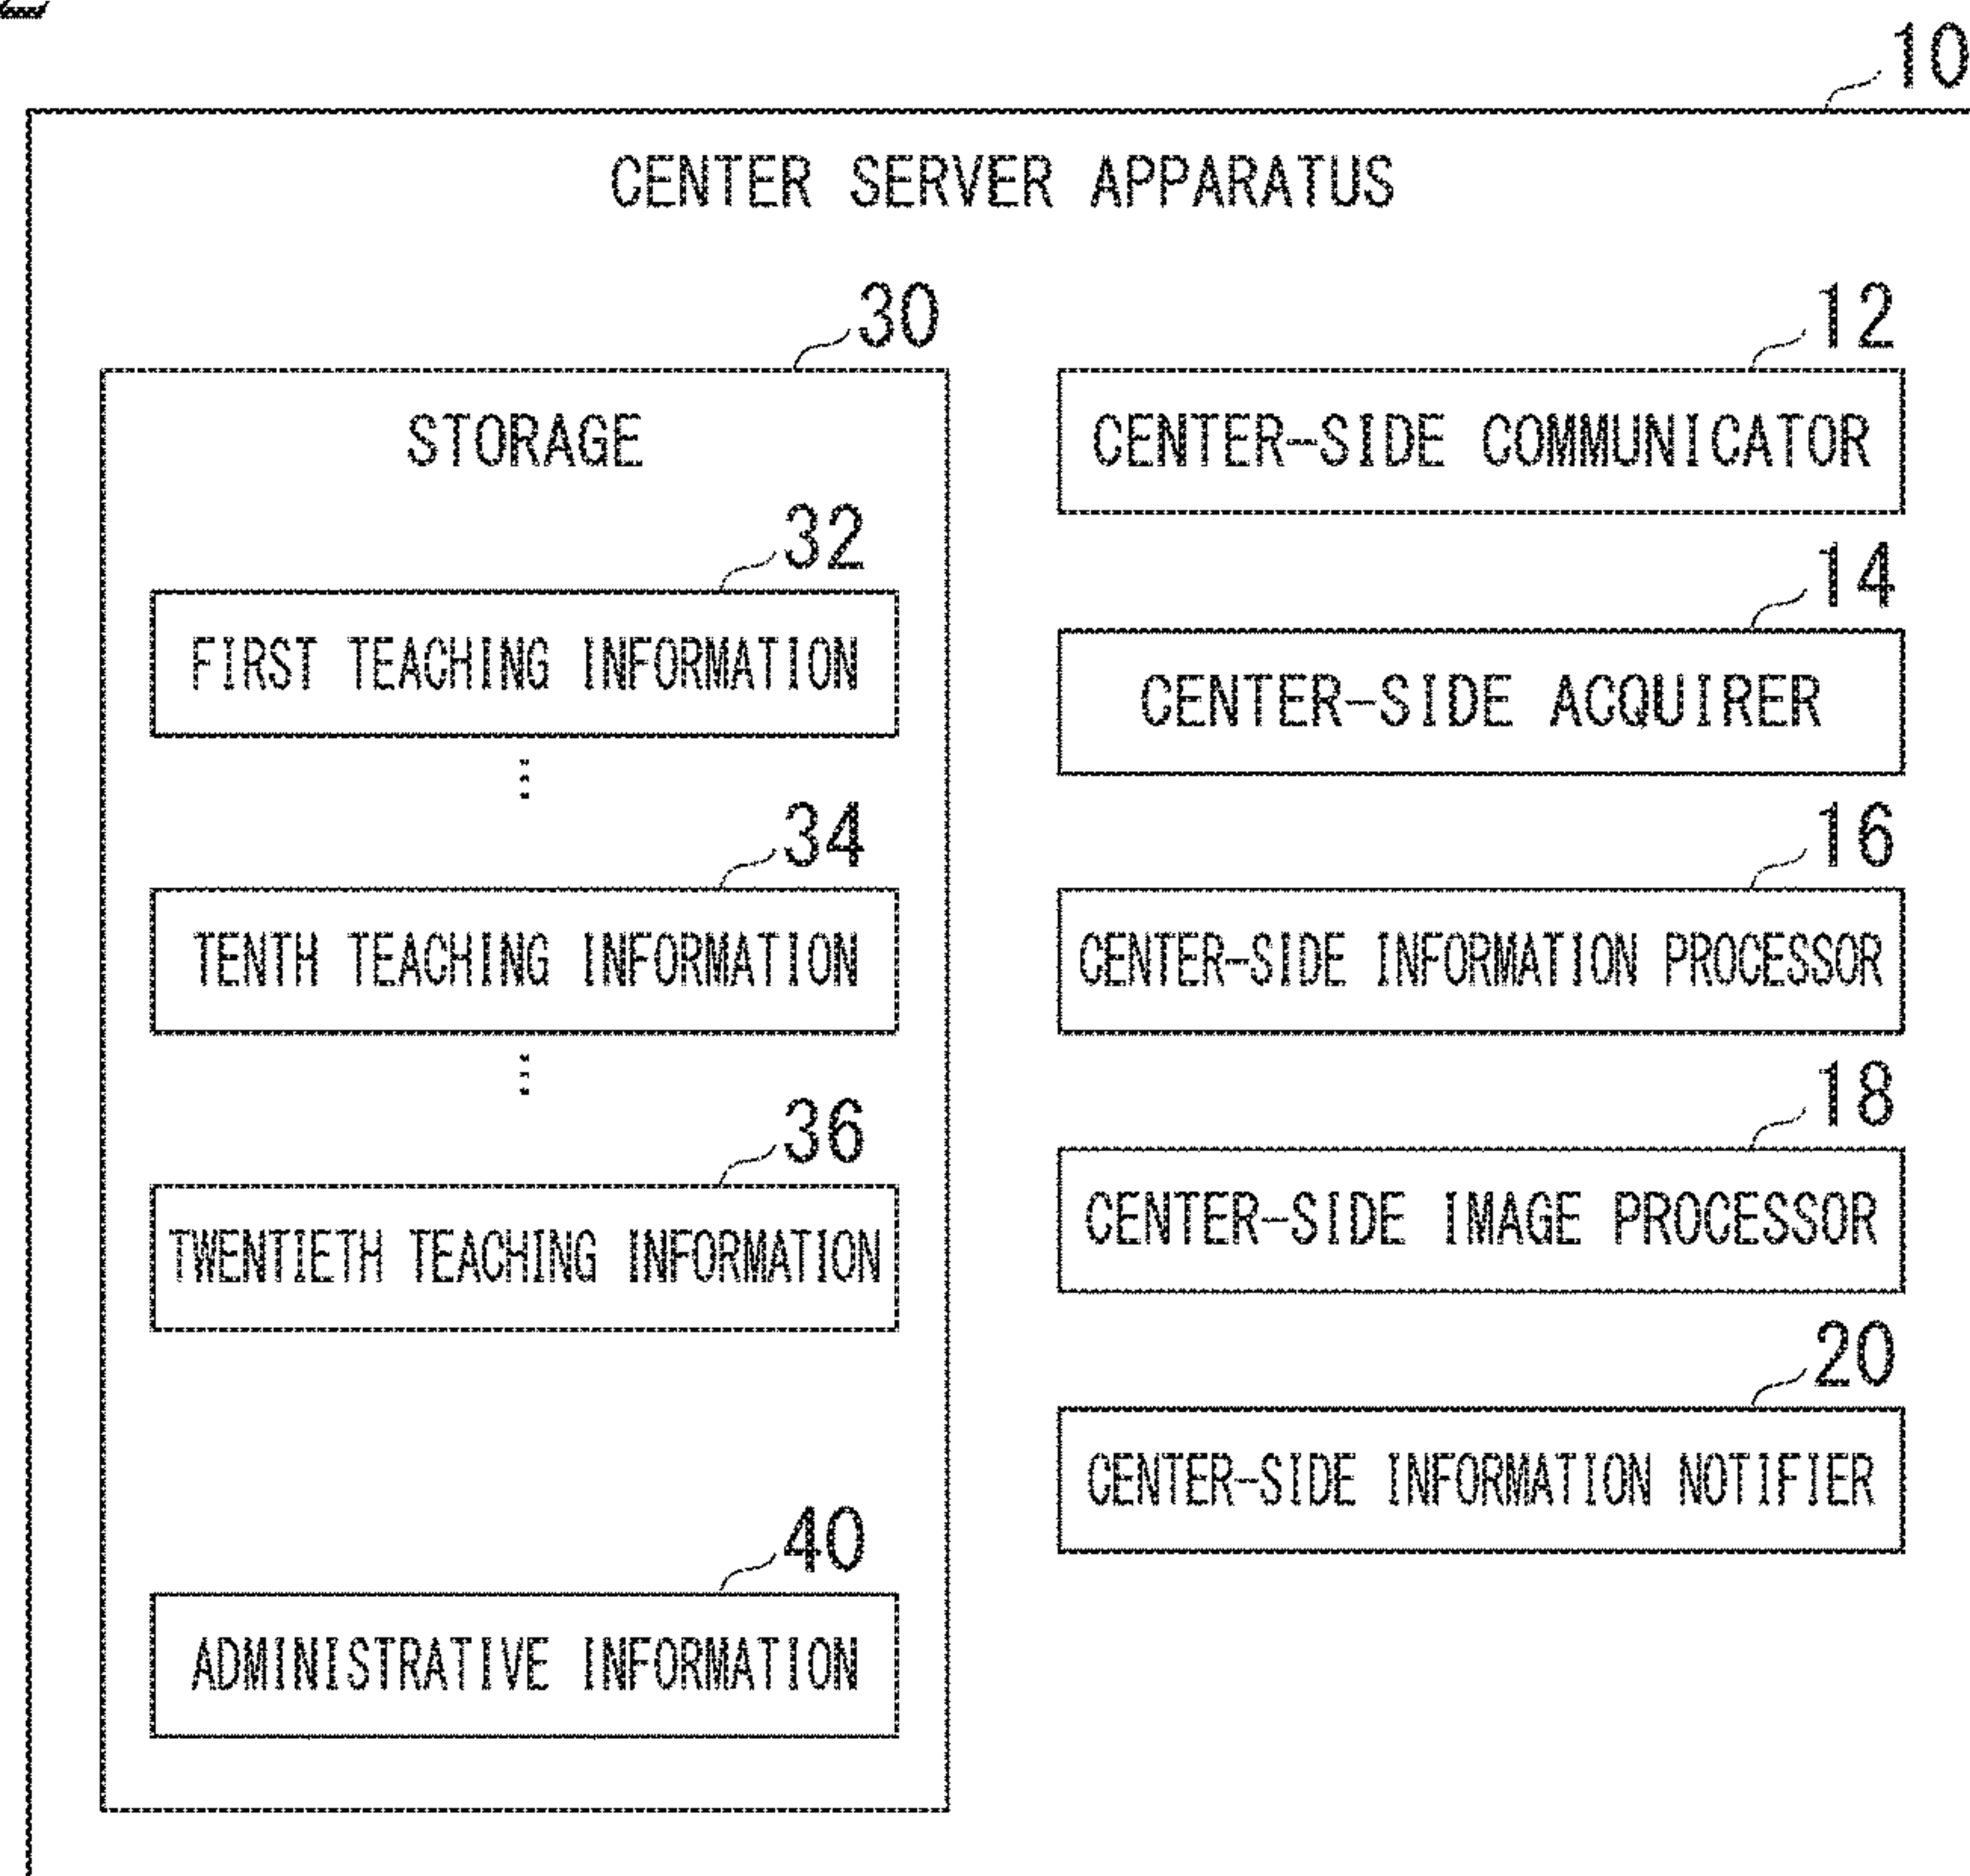 10
CENTER SERVER APPARATUS
30
STORAGE
32
FIRST TEACHING INFORMATION
⋮
34
TENTH TEACHING INFORMATION
⋮
36
TWENTIETH TEACHING INFORMATION
40
ADMINISTRATIVE INFORMATION
12
CENTER-SIDE COMMUNICATOR
14
CENTER-SIDE ACQUIRER
16
CENTER-SIDE INFORMATION PROCESSOR
18
CENTER-SIDE IMAGE PROCESSOR
20
CENTER-SIDE INFORMATION NOTIFIER